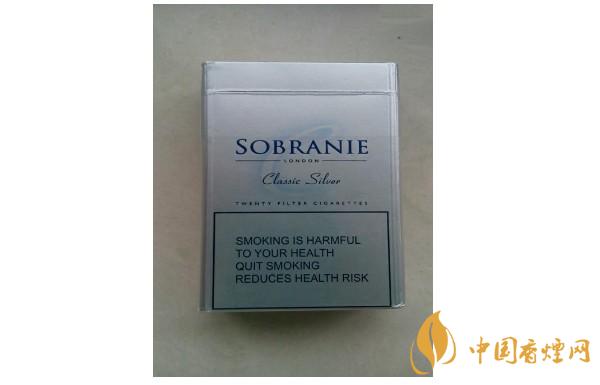 SOBRANIE
LONDON
Classic Silver
TWENTY FILTER CIGARETTES
SMOKING IS HARMFUL
TO YOUR HEALTH
QUIT SMOKING
REDUCES HEALTH RISK
中国香烟网